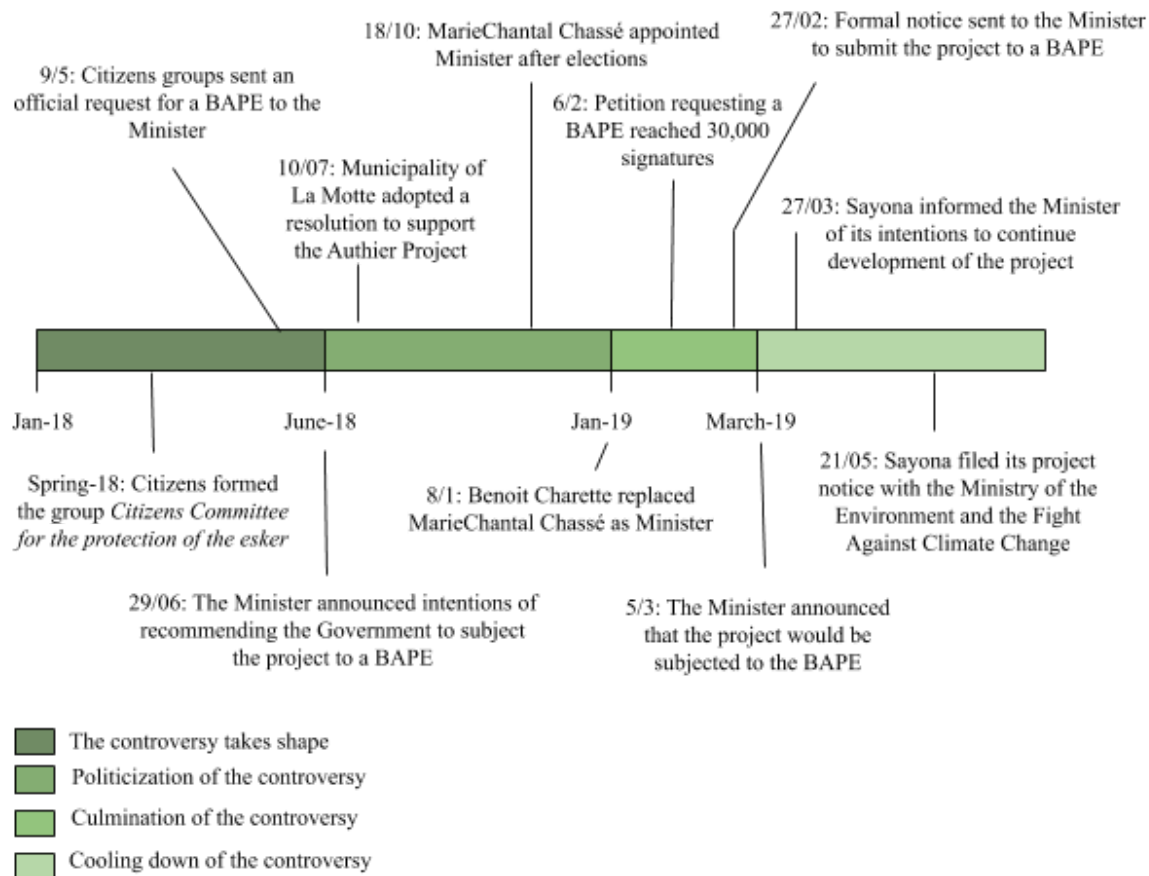 18/10: MarieChantal Chassé appointed
Minister after elections
27/02: Formal notice sent to the Minister
to submit the project to a BAPE
9/5: Citizens groups sent an
official request for a BAPE to the
Minister
6/2: Petition requesting a
BAPE reached 30,000
signatures
10/07: Municipality of
La Motte adopted a
resolution to support
the Authier Project
27/03: Sayona informed the Minister
of its intentions to continue
development of the project
Jan-18
June-18
Jan-19
March-19
Spring-18: Citizens formed
the group Citizens Committee
for the protection of the esker
8/1: Benoit Charette replaced
MarieChantal Chassé as Minister
21/05: Sayona filed its project
notice with the Ministry of the
Environment and the Fight
Against Climate Change
29/06: The Minister announced intentions of
recommending the Government to subject
the project to a BAPE
5/3: The Minister announced
that the project would be
subjected to the BAPE
The controversy takes shape
Politicization of the controversy
Culmination of the controversy
Cooling down of the controversy